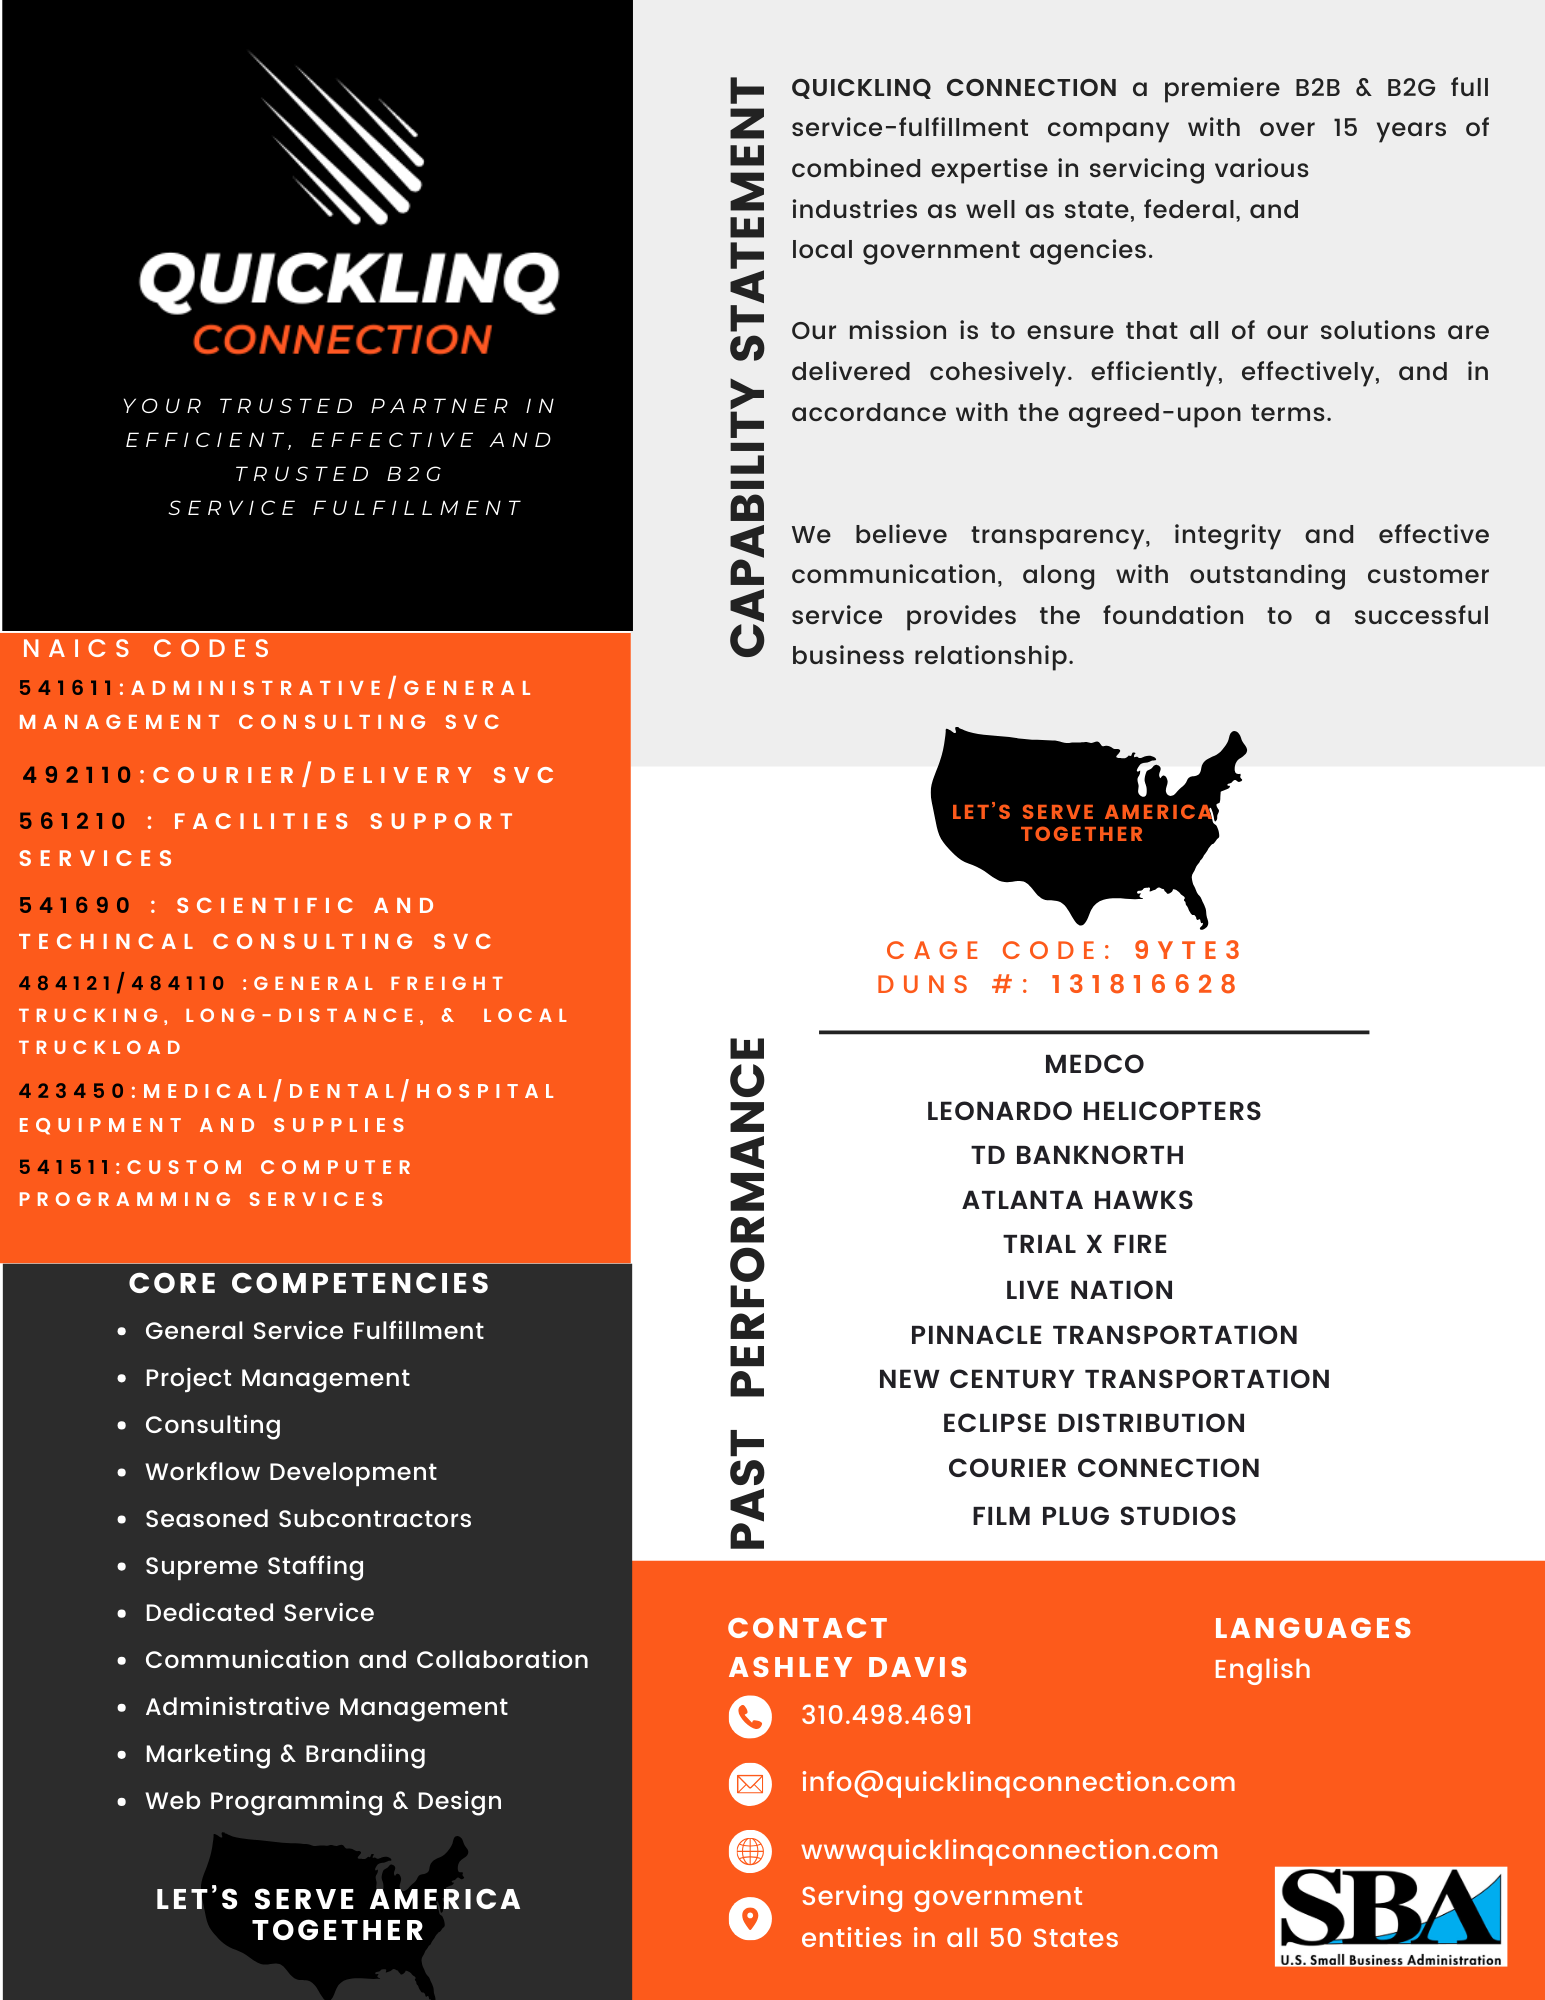 QUICKLINQ
CONNECTION
YOUR TRUSTED PARTNER IN
EFFICIENT, EFFECTIVE AND
TRUSTED B2G
SERVICE FULFILLMENT
NAICS CODES
541611:ADMINISTRATIVE/GENERAL
MANAGEMENT CONSULTING SVC
492110:COURIER/DELIVERY SVC
561210 : FACILITIES SUPPORT
SERVICES
541690 : SCIENTIFIC AND
TECHINCAL CONSULTING SVC
484121/484110 :GENERAL FREIGHT
TRUCKING, LONG-DISTANCE, & LOCAL
TRUCKLOAD
423450:MEDICAL/DENTAL/HOSPITAL
EQUIPMENT AND SUPPLIES
541511:CUSTOM COMPUTER
PROGRAMMING SERVICES
CORE COMPETENCIES
• General Service Fulfillment
• Project Management
• Consulting
• Workflow Development
• Seasoned Subcontractors
• Supreme Staffing
• Dedicated Service
• Communication and Collaboration
• Administrative Management
• Marketing & Brandiing
• Web Programming & Design
LET'S SERVE AMERICA
TOGETHER
CAPABILITY STATEMENT
QUICKLINQ CONNECTION a premiere B2B & B2G full
service-fulfillment company with over 15 years of
combined expertise in servicing various
industries as well as state, federal, and
local government agencies.
Our mission is to ensure that all of our solutions are
delivered cohesively. efficiently, effectively, and in
accordance with the agreed-upon terms.
We believe transparency, integrity and effective
communication, along with outstanding customer
service provides the foundation to a successful
business relationship.
LET'S SERVE AMERICA
TOGETHER
CAGE CODE: 9YTE3
DUNS #: 131816628
PAST PERFORMANCE
MEDCO
LEONARDO HELICOPTERS
TD BANKNORTH
ATLANTA HAWKS
TRIAL X FIRE
LIVE NATION
PINNACLE TRANSPORTATION
NEW CENTURY TRANSPORTATION
ECLIPSE DISTRIBUTION
COURIER CONNECTION
FILM PLUG STUDIOS
CONTACT
ASHLEY DAVIS
310.498.4691
info@quicklinqconnection.com
wwwquicklinqconnection.com
Serving government
entities in all 50 States
LANGUAGES
English
SBA
U.S. Small Business Administration